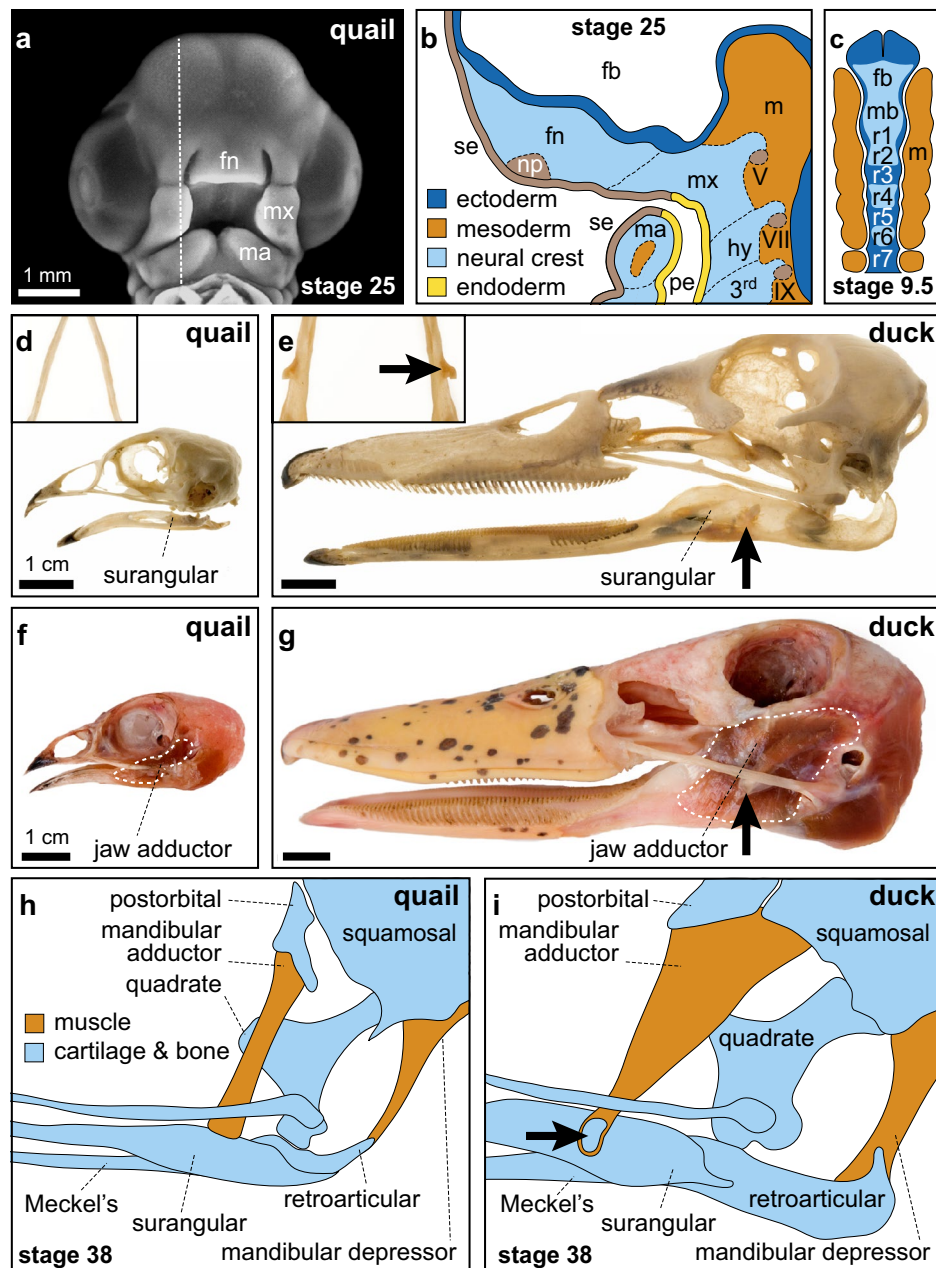 a
quail
fn
mx
ma
1 mm
stage 25
b
stage 25
fb
m
fn
se
np
mx
V
ectoderm
mesoderm
neural crest
endoderm
se
ma
pe
hy
VII
3rd
IX
c
fb
mb
r1
r2
r3
r4
r5
r6
r7
m
stage 9.5
d
quail
surangular
1 cm
e
duck
surangular
f
quail
1 cm
jaw adductor
g
duck
jaw adductor
h
quail
postorbital
mandibular
adductor
quadrate
squamosal
muscle
cartilage & bone
Meckel's
surangular
retroarticular
stage 38
mandibular depressor
i
duck
postorbital
mandibular
adductor
squamosal
quadrate
Meckel's
surangular
retroarticular
stage 38
mandibular depressor